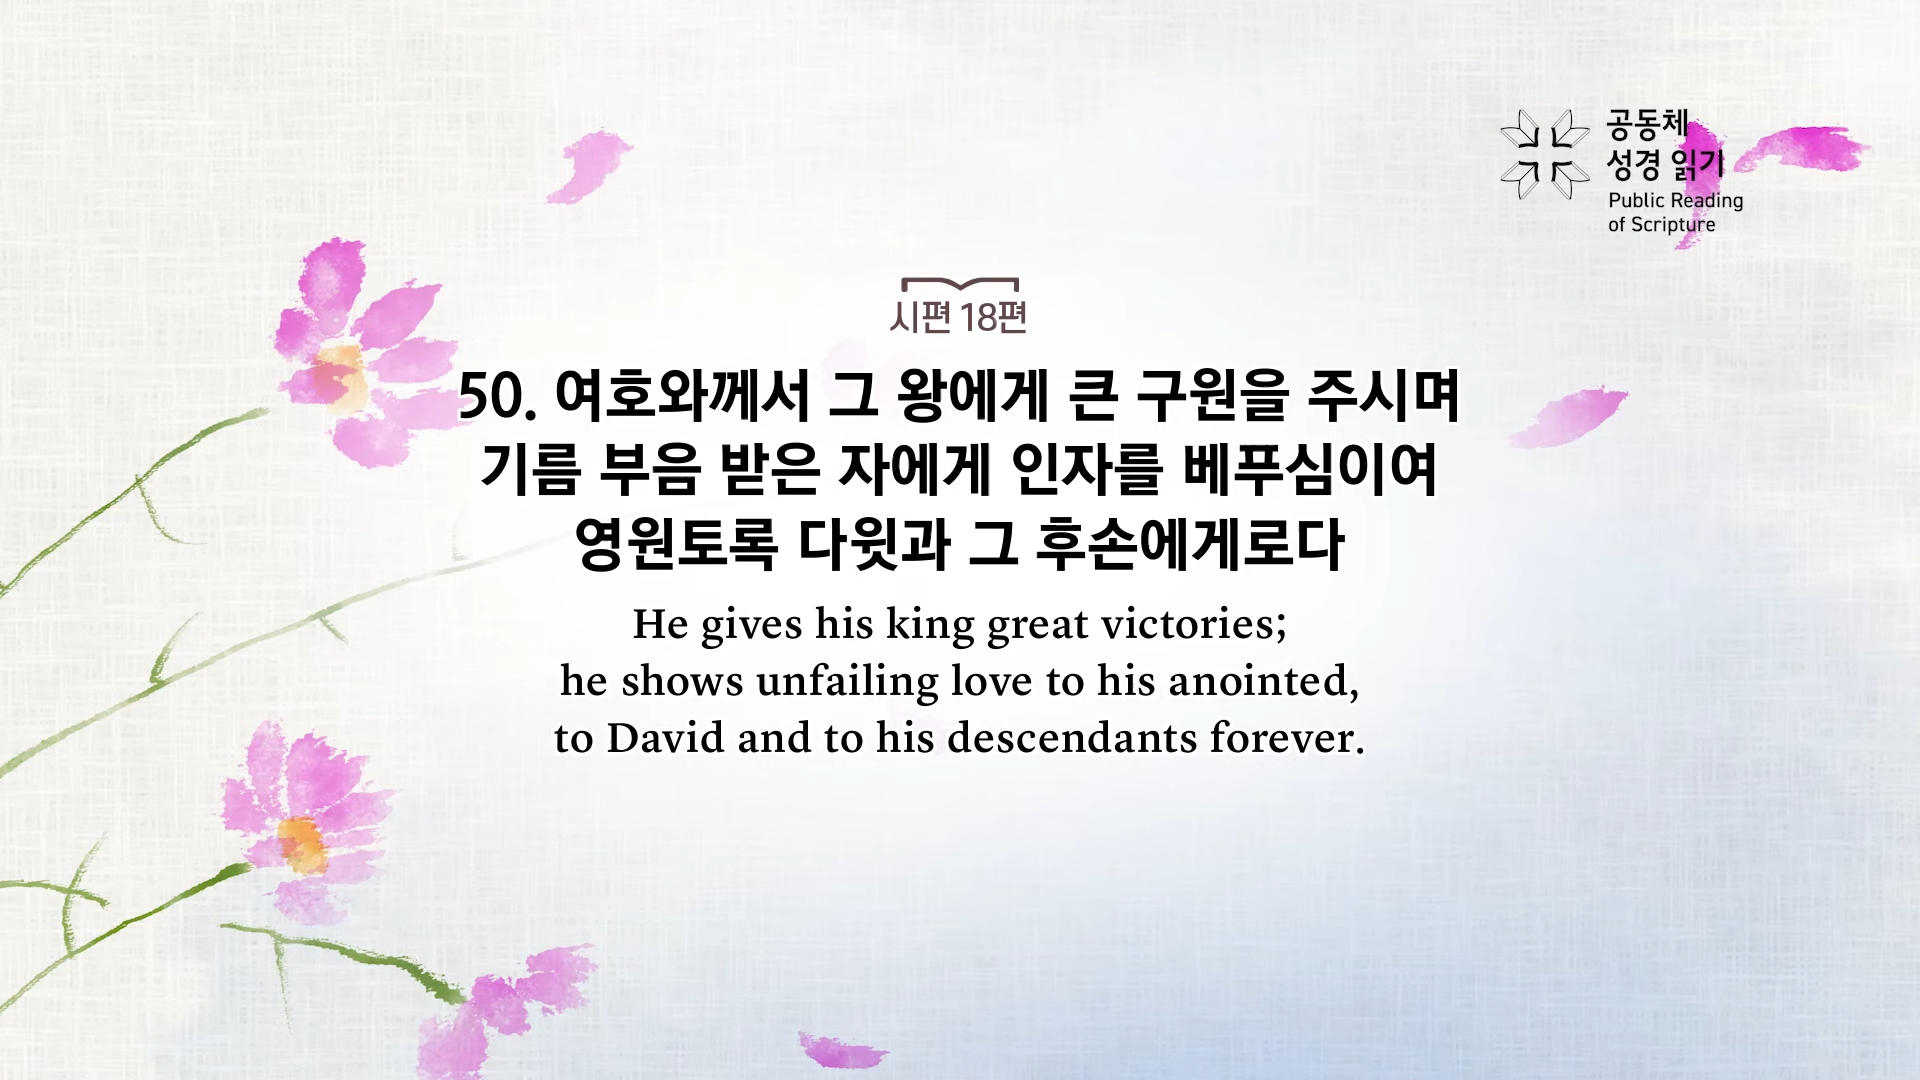 공동체
성경 읽기
Public Reading
of Scripture
시편 18편
50. 여호와께서 그 왕에게 큰 구원을 주시며
기름 부음 받은 자에게 인자를 베푸심이여
영원토록 다윗과 그 후손에게로다
He gives his king great victories;
he shows unfailing love to his anointed,
to David and to his descendants forever.